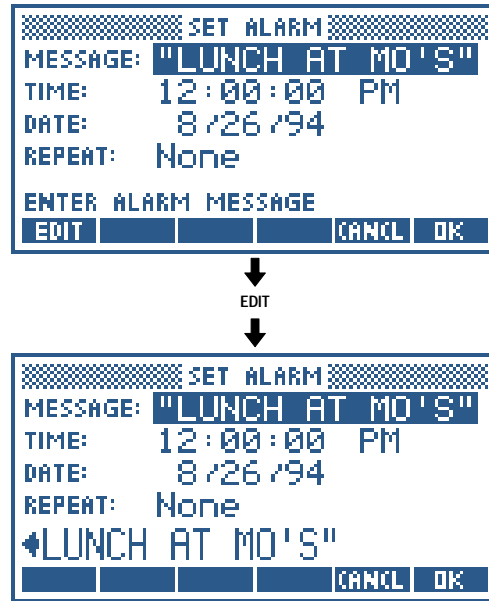 SET ALARM
MESSAGE: "LUNCH AT MO'S"
TIME: 12:00:00 PM
DATE: 8/26/94
REPEAT: None
ENTER ALARM MESSAGE
EDIT CANCL OK
EDIT
SET ALARM
MESSAGE: "LUNCH AT MO'S"
TIME: 12:00:00 PM
DATE: 8/26/94
REPEAT: None
LUNCH AT MO'S"
CANCL OK